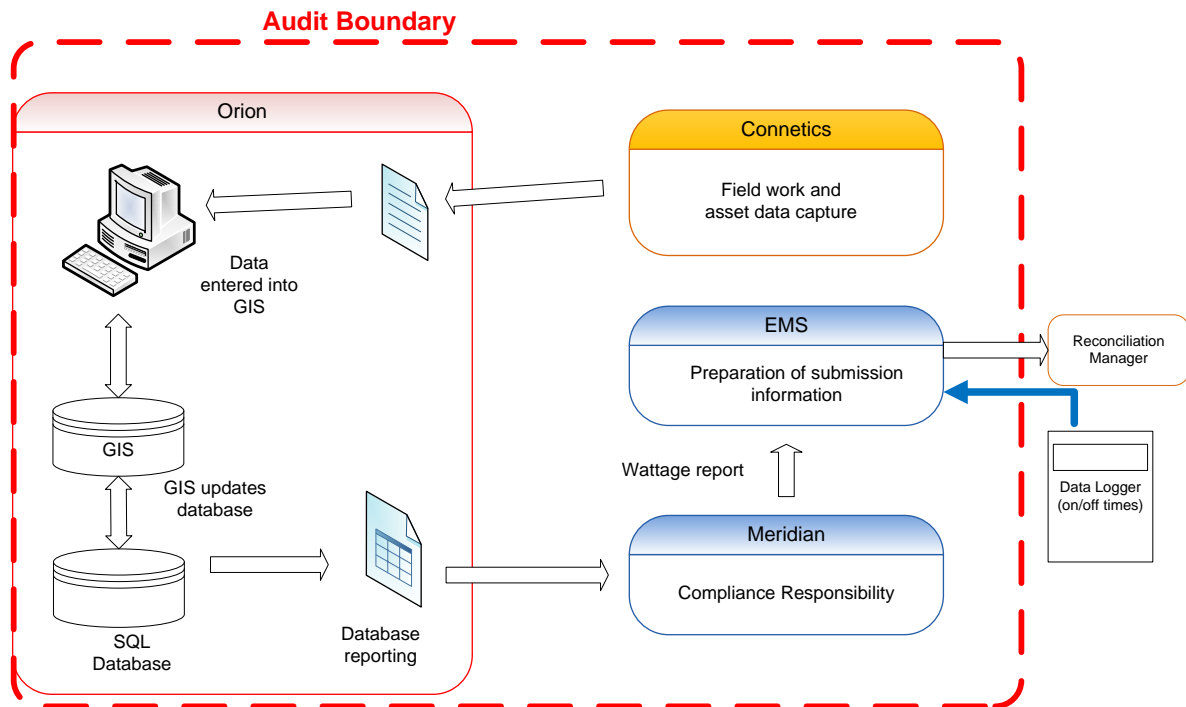 Audit Boundary
Orion
Connetics
Field work and
asset data capture
Data
entered into
GIS
EMS
Preparation of submission
information
Reconciliation
Manager
GIS
GIS updates
database
Wattage report
Data Logger
(on/off times)
Meridian
Compliance Responsibility
SQL
Database
Database
reporting